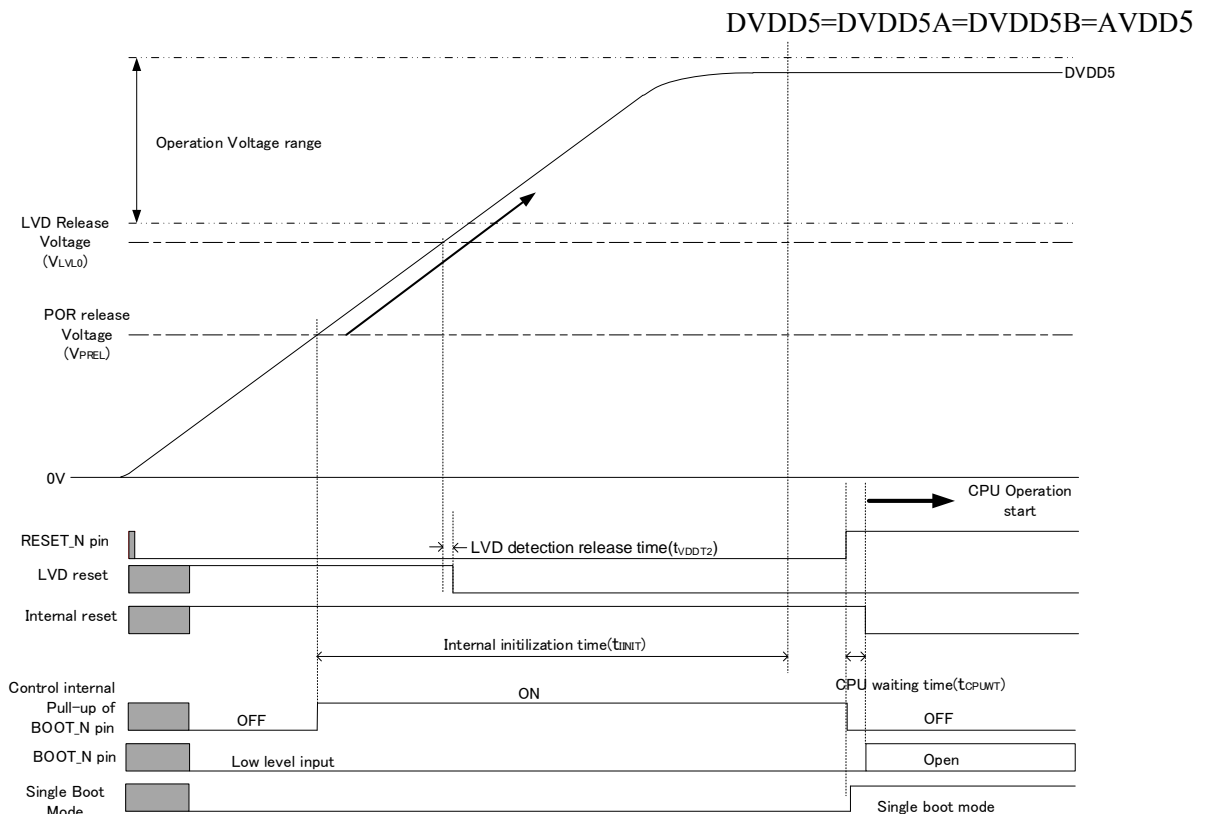 DVDD5=DVDD5A=DVDD5B=AVDD5
DVDD5
Operation Voltage range
LVD Release
Voltage
(VLVL0)
POR release
Voltage
(VPREL)
0V
CPU Operation
start
RESET_N pin
LVD detection release time(tVDDT2)
LVD reset
Internal reset
Internal initilization time(tIINIT)
CPU waiting time(tCPUWT)
Control internal
Pull-up of
BOOT_N pin
OFF
ON
OFF
BOOT_N pin
Low level input
Open
Single Boot
Mode
Single boot mode